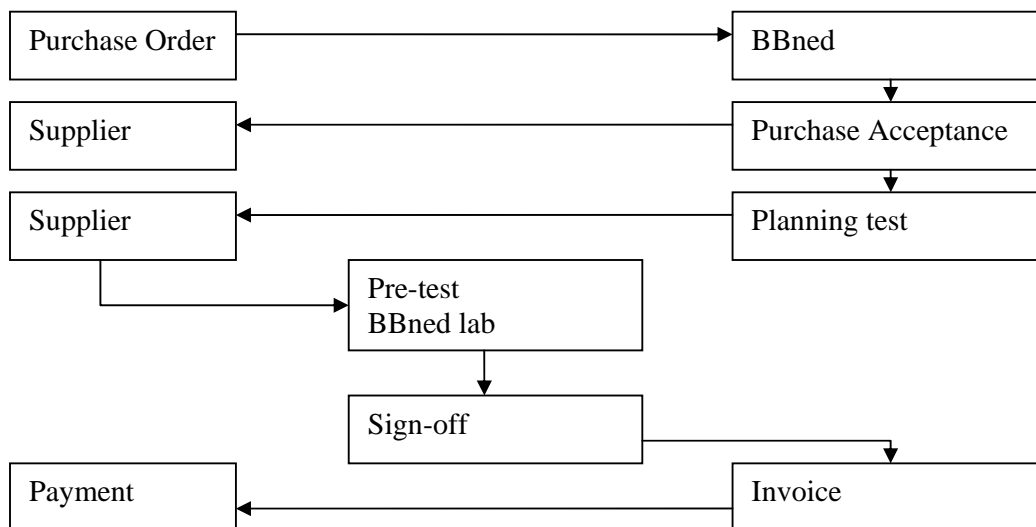 Purchase Order
BBned
Supplier
Purchase Acceptance
Supplier
Planning test
Pre-test
BBned lab
Sign-off
Payment
Invoice